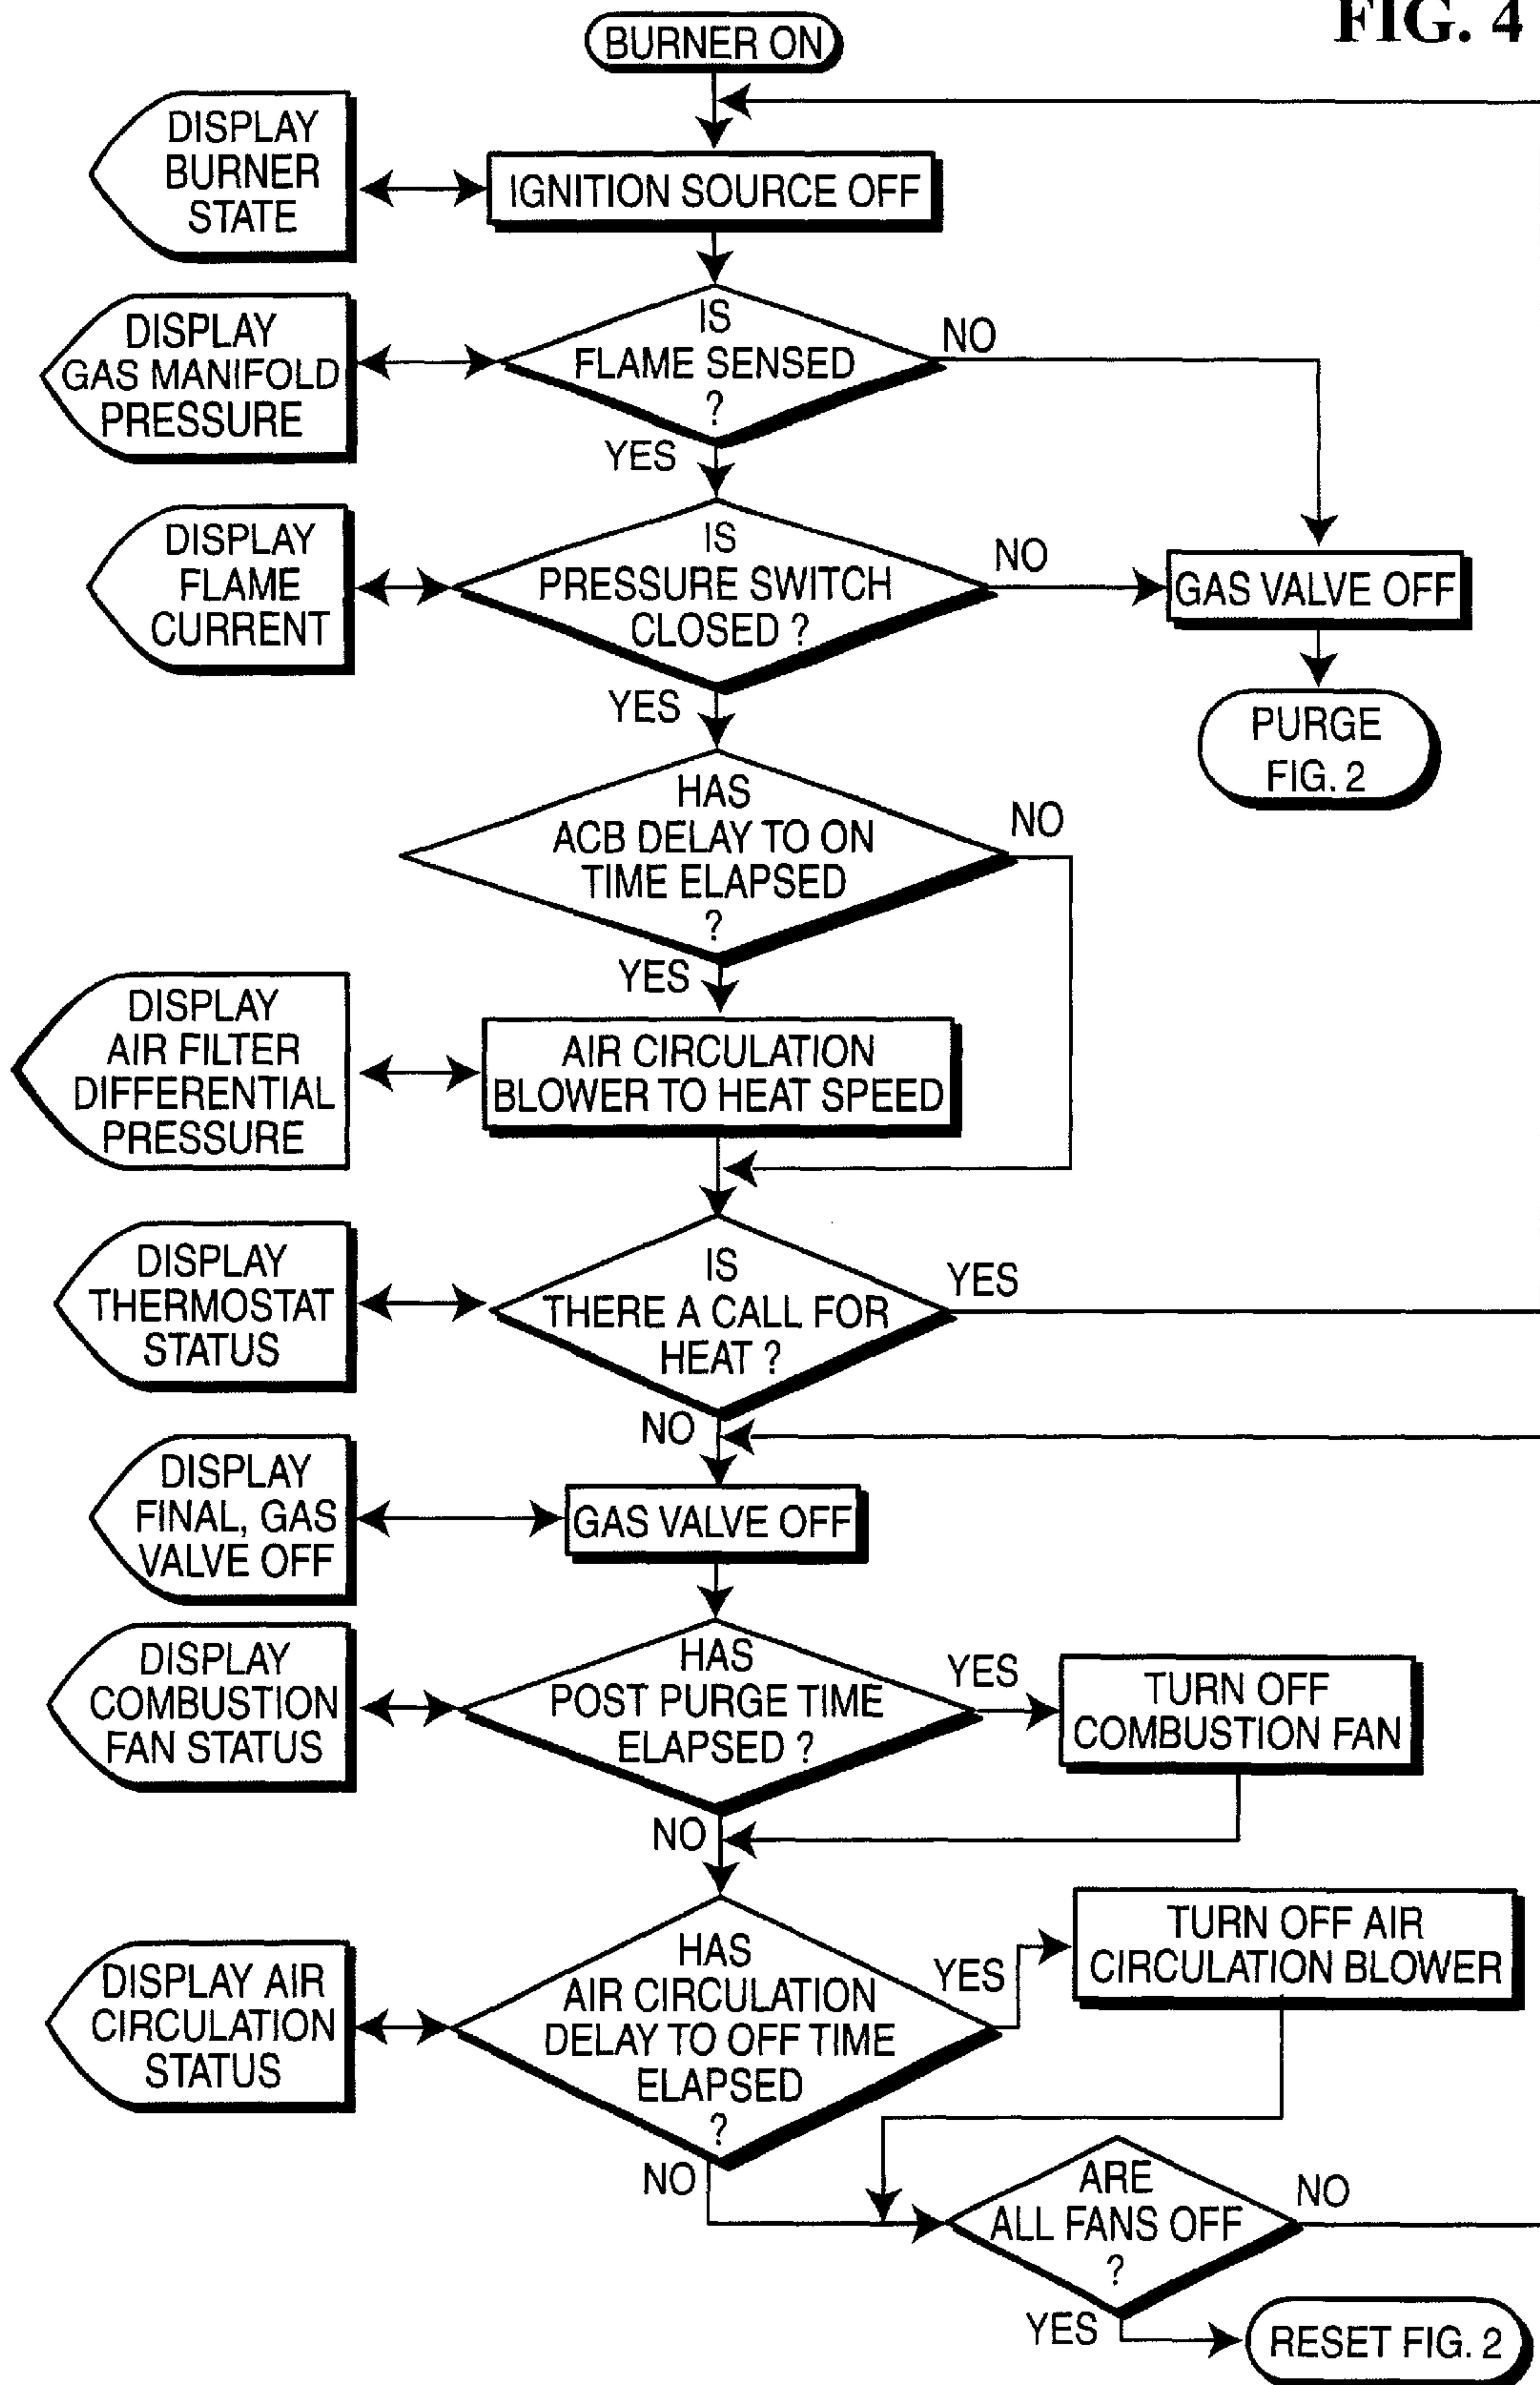 FIG. 4
BURNER ON
DISPLAY
BURNER
STATE
IGNITION SOURCE OFF
DISPLAY
GAS MANIFOLD
PRESSURE
IS
FLAME SENSED
?
NO
YES
DISPLAY
FLAME
CURRENT
IS
PRESSURE SWITCH
CLOSED ?
NO
GAS VALVE OFF
YES
PURGE
FIG. 2
HAS
ACB DELAY TO ON
TIME ELAPSED
?
NO
YES
DISPLAY
AIR FILTER
DIFFERENTIAL
PRESSURE
AIR CIRCULATION
BLOWER TO HEAT SPEED
DISPLAY
THERMOSTAT
STATUS
IS
THERE A CALL FOR
HEAT ?
YES
NO
DISPLAY
FINAL, GAS
VALVE OFF
GAS VALVE OFF
DISPLAY
COMBUSTION
FAN STATUS
HAS
POST PURGE TIME
ELAPSED ?
YES
TURN OFF
COMBUSTION FAN
NO
DISPLAY AIR
CIRCULATION
STATUS
HAS
AIR CIRCULATION
DELAY TO OFF TIME
ELAPSED
?
YES
TURN OFF AIR
CIRCULATION BLOWER
NO
ARE
ALL FANS OFF
?
NO
YES
RESET FIG. 2